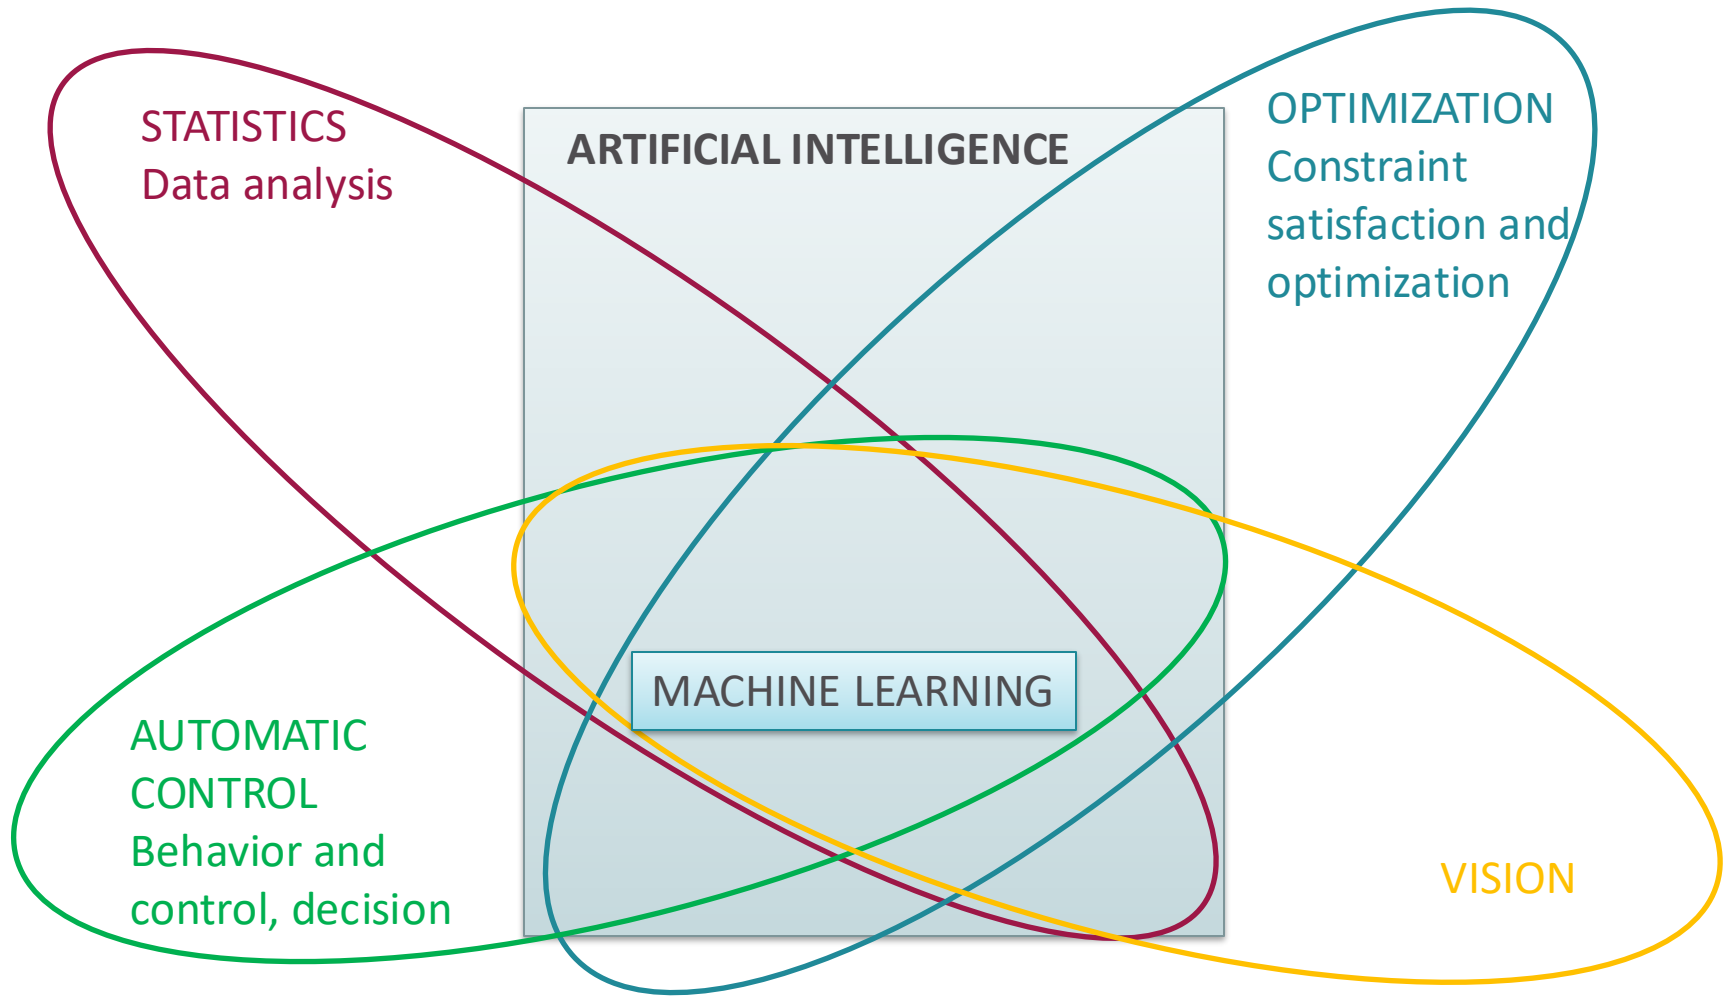 STATISTICS
Data analysis
ARTIFICIAL INTELLIGENCE
OPTIMIZATION
Constraint
satisfaction and
optimization
MACHINE LEARNING
AUTOMATIC
CONTROL
Behavior and
control, decision
VISION